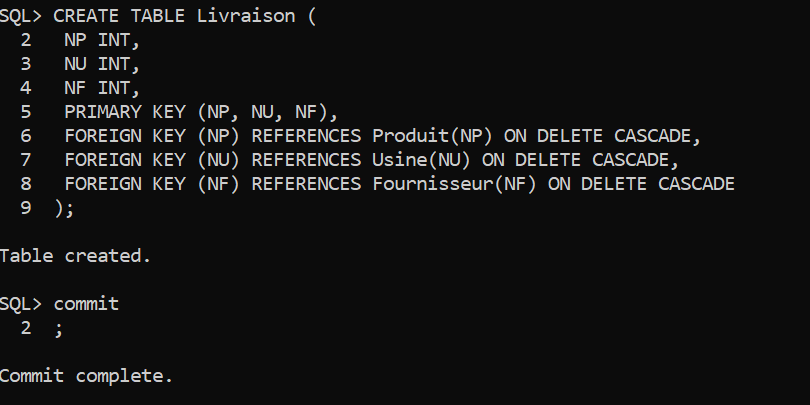 SQL> CREATE TABLE Livraison (
  2  NP INT,
  3  NU INT,
  4  NF INT,
  5  PRIMARY KEY (NP, NU, NF),
  6  FOREIGN KEY (NP) REFERENCES Produit(NP) ON DELETE CASCADE,
  7  FOREIGN KEY (NU) REFERENCES Usine(NU) ON DELETE CASCADE,
  8  FOREIGN KEY (NF) REFERENCES Fournisseur(NF) ON DELETE CASCADE
  9  );
Table created.
SQL> commit
  2  ;
Commit complete.